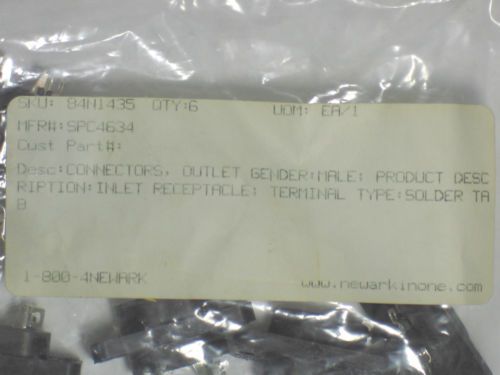 SKU: 84N1435 QTY:6 UOM: EA/1
MFR#:SPC4634
Cust Part#:
Desc:CONNECTORS, OUTLET GENDER:MALE; PRODUCT DESC
RIPTION:INLET RECEPTACLE; TERMINAL TYPE:SOLDER TA
B
1-800-4NEWARK www.newarkinone.com